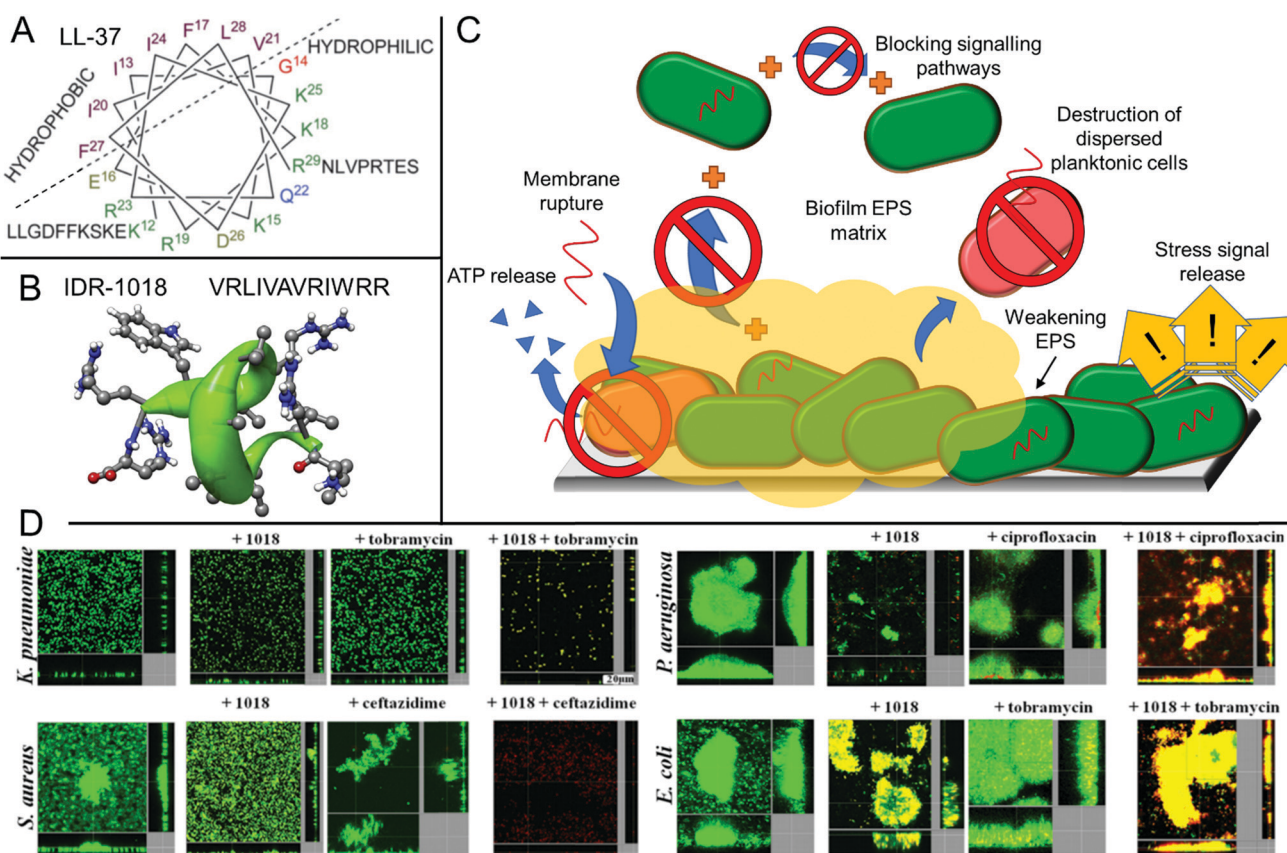 A
LL-37
HYDROPHOBIC
HYDROPHILIC
I13
I24
F17
L28
V21
G14
K25
K18
R29NLVPRTES
Q22
K15
D26
R19
LLGDFFKSKEK12
R23
E16
F27
I20
B
IDR-1018
VRLIVAVRIWRR
C
Blocking signalling
pathways
Destruction of
dispersed
planktonic cells
Membrane
rupture
Biofilm EPS
matrix
ATP release
Stress signal
release
Weakening
EPS
!
!
!
D
K. pneumoniae
+ 1018
+ tobramycin
+ 1018 + tobramycin
20μm
P. aeruginosa
+ 1018
+ ciprofloxacin
+ 1018 + ciprofloxacin
S. aureus
+ 1018
+ ceftazidime
+ 1018 + ceftazidime
E. coli
+ 1018
+ tobramycin
+ 1018 + tobramycin